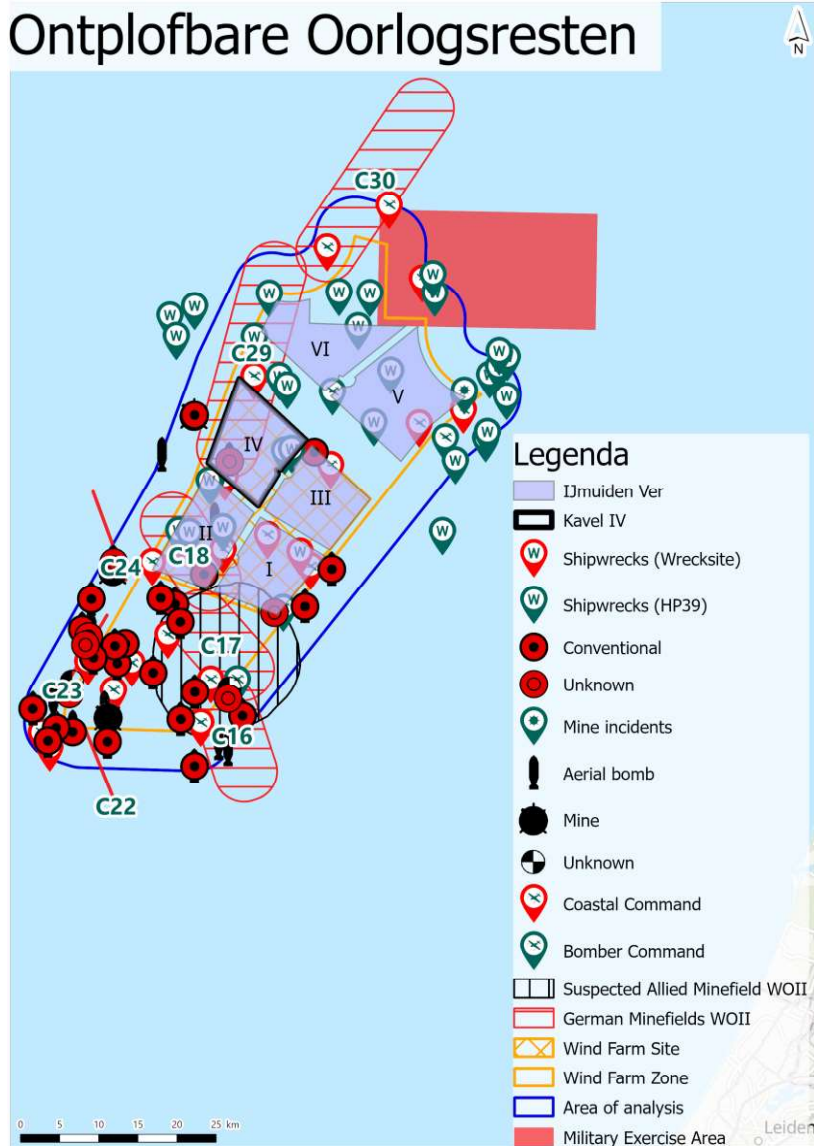 Ontplofbare Oorlogsresten
N
C30
VI
C29
V
IV
III
II
C18
I
C24
C17
C23
C16
C22
Legenda
IJmuiden Ver
Kavel IV
W Shipwrecks (Wrecksite)
W Shipwrecks (HP39)
Conventional
Unknown
Mine incidents
Aerial bomb
Mine
Unknown
Coastal Command
Bomber Command
Suspected Allied Minefield WOII
German Minefields WOII
Wind Farm Site
Wind Farm Zone
Area of analysis
Military Exercise Area
0 5 10 15 20 25 km
Leiden